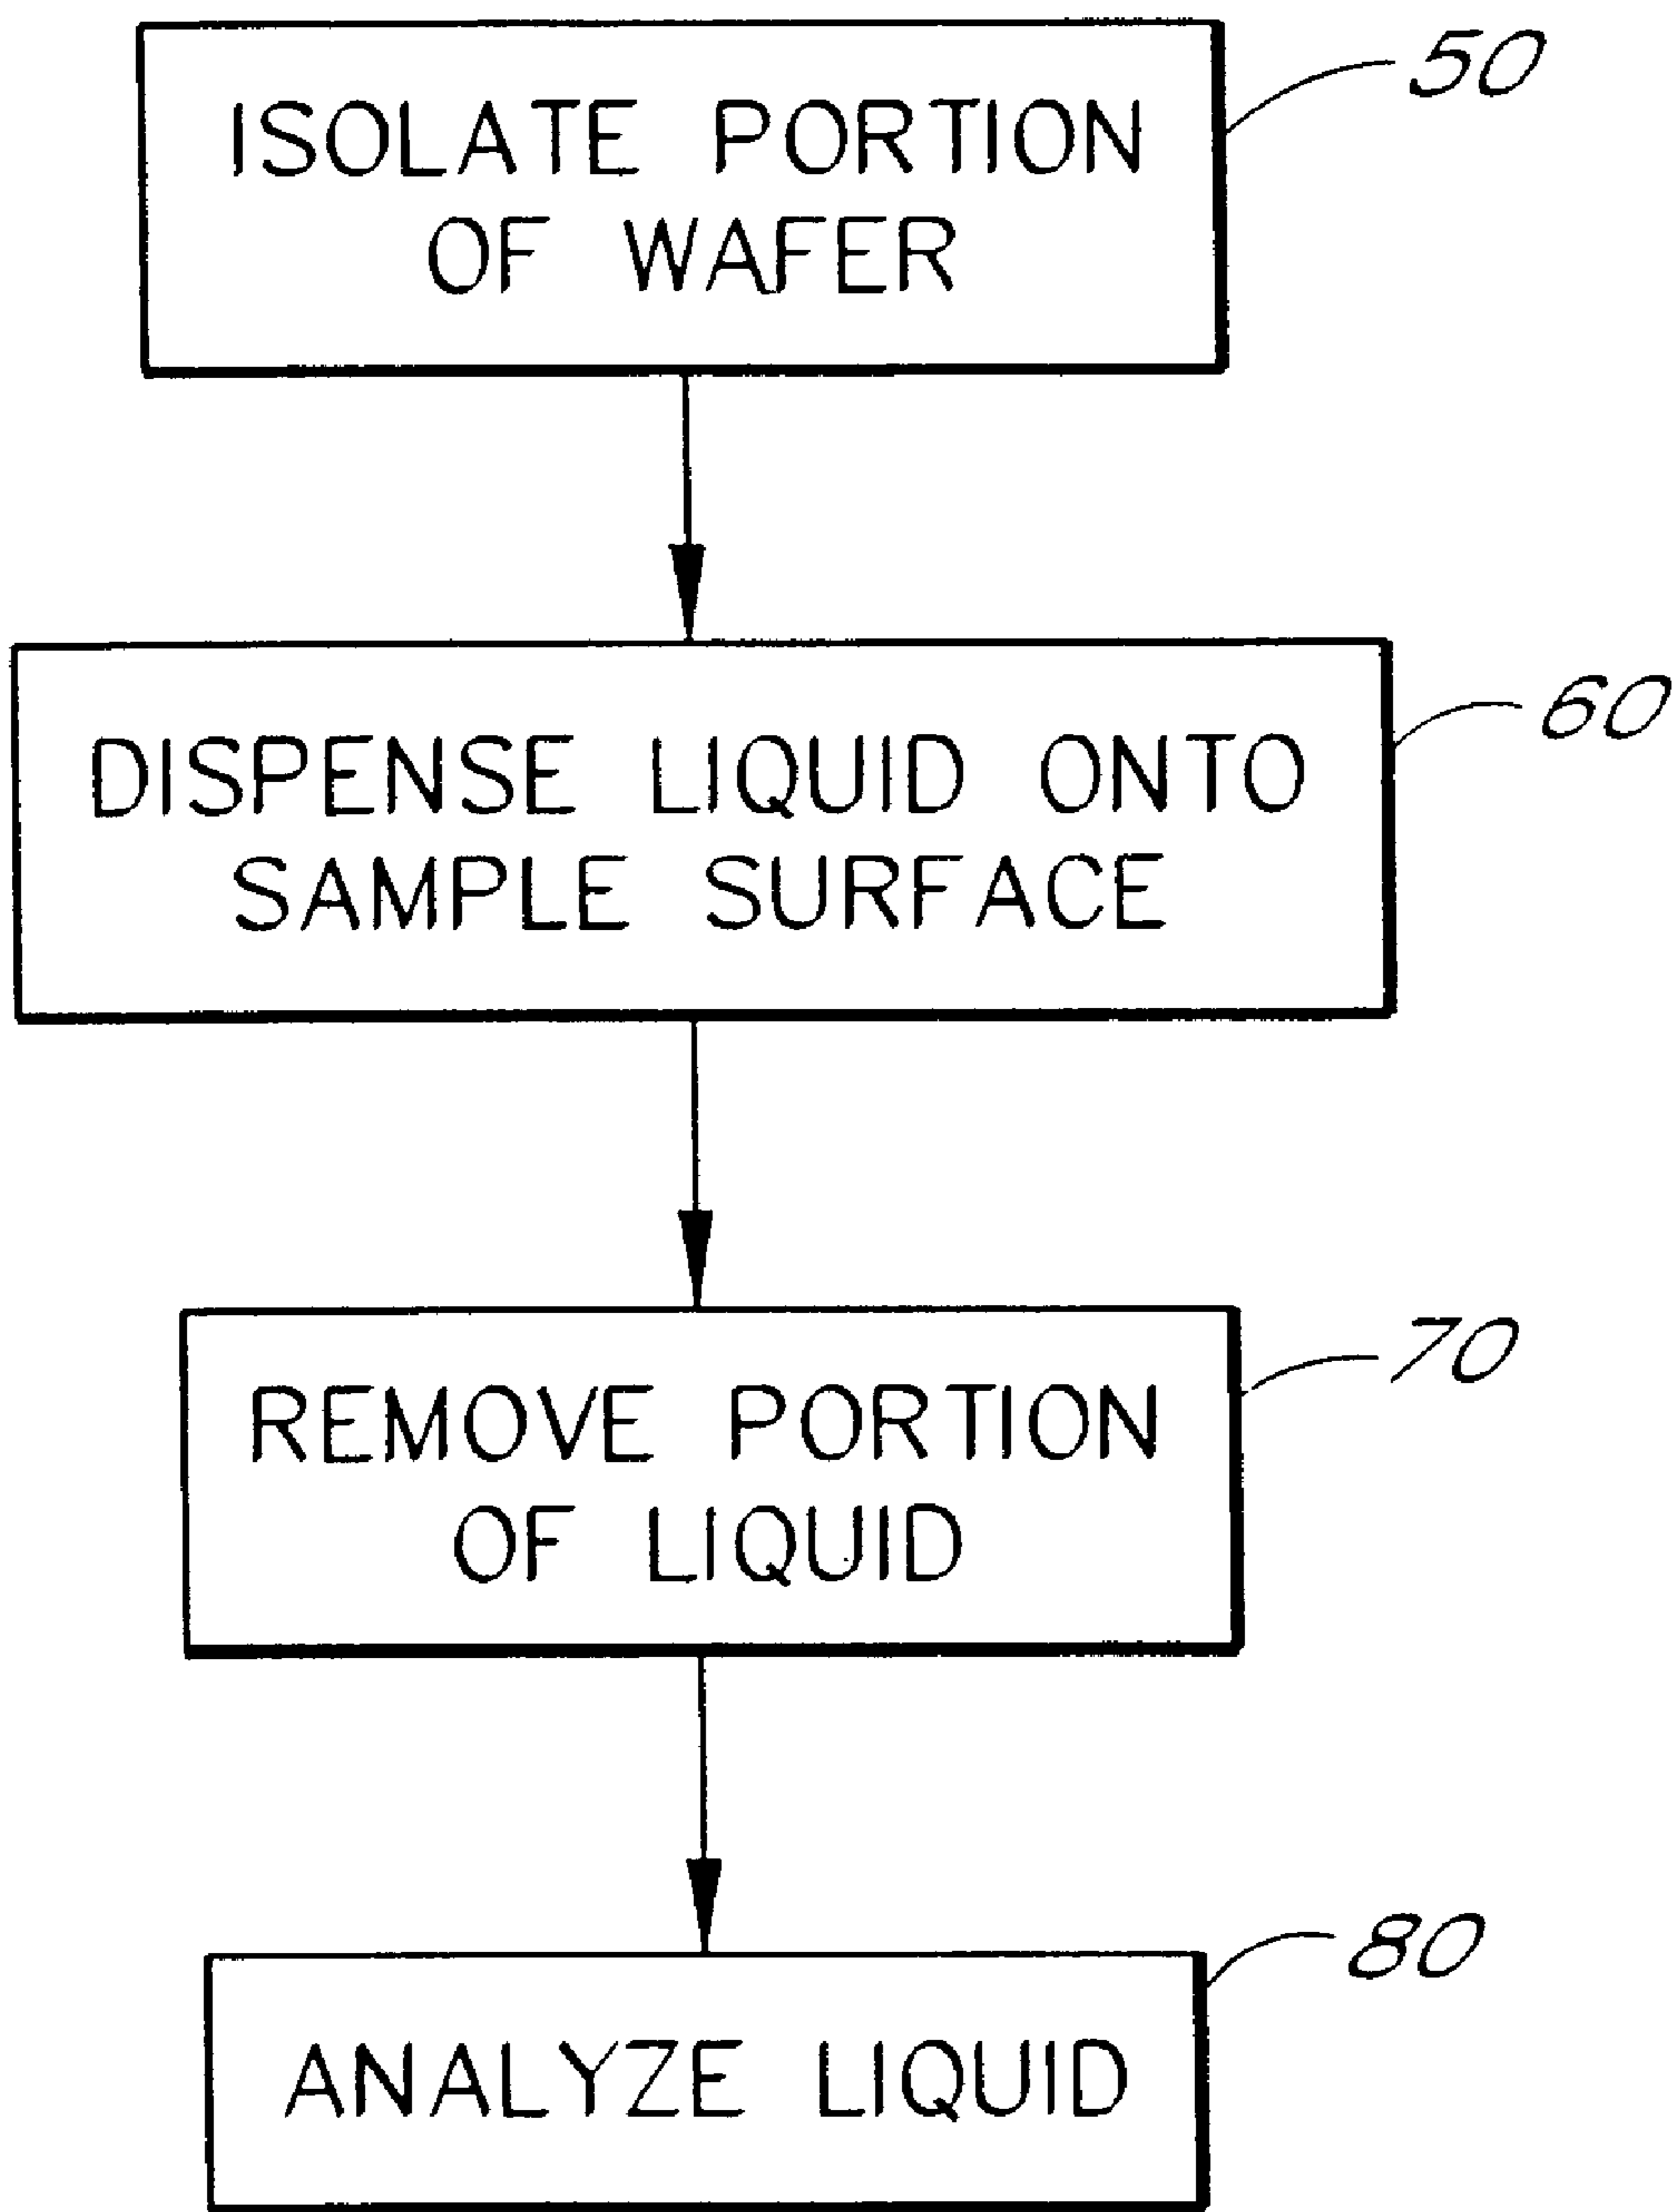 ISOLATE PORTION
OF WAFER
50
DISPENSE LIQUID ONTO
SAMPLE SURFACE
60
REMOVE PORTION
OF LIQUID
70
ANALYZE LIQUID
80